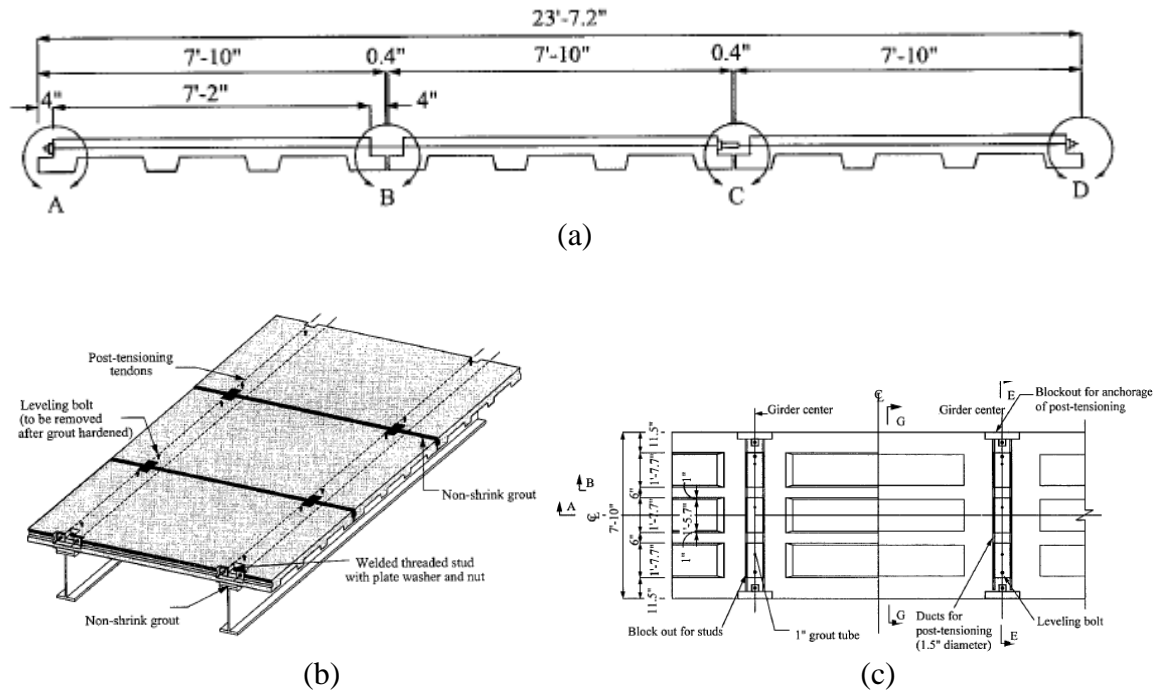 23'-7.2"
7'-10" 0.4" 7'-10" 0.4" 7'-10"
4" 7'-2" 4"
A B C D
(a)
Post-tensioning
tendons
Leveling bolt
(to be removed
after grout hardened)
Non-shrink grout
Welded threaded stud
with plate washer and nut
Non-shrink grout
(b)
Blockout for anchorage
of post-tensioning
Girder center
℄
G
Girder center
E
11.5"
1'-7.7"
6"
1'-7.7"
6"
1'-7.7"
11.5"
7'-10"
1"
1'-5.7"
1"
B
A
℄
Block out for studs
1" grout tube
G
Ducts for
post-tensioning
(1.5" diameter)
E
Leveling bolt
(c)